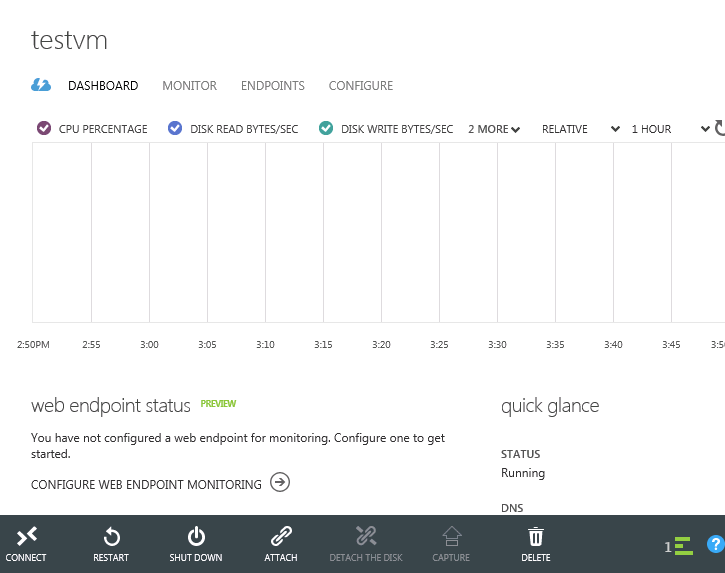 testvm
DASHBOARD MONITOR ENDPOINTS CONFIGURE
CPU PERCENTAGE DISK READ BYTES/SEC DISK WRITE BYTES/SEC 2 MORE RELATIVE 1 HOUR
2:50PM 2:55 3:00 3:05 3:10 3:15 3:20 3:25 3:30 3:35 3:40 3:45 3:5
web endpoint status PREVIEW
quick glance
You have not configured a web endpoint for monitoring. Configure one to get
started.
CONFIGURE WEB ENDPOINT MONITORING
STATUS
Running
DNS
CONNECT RESTART SHUT DOWN ATTACH DETACH THE DISK CAPTURE DELETE
1 ?